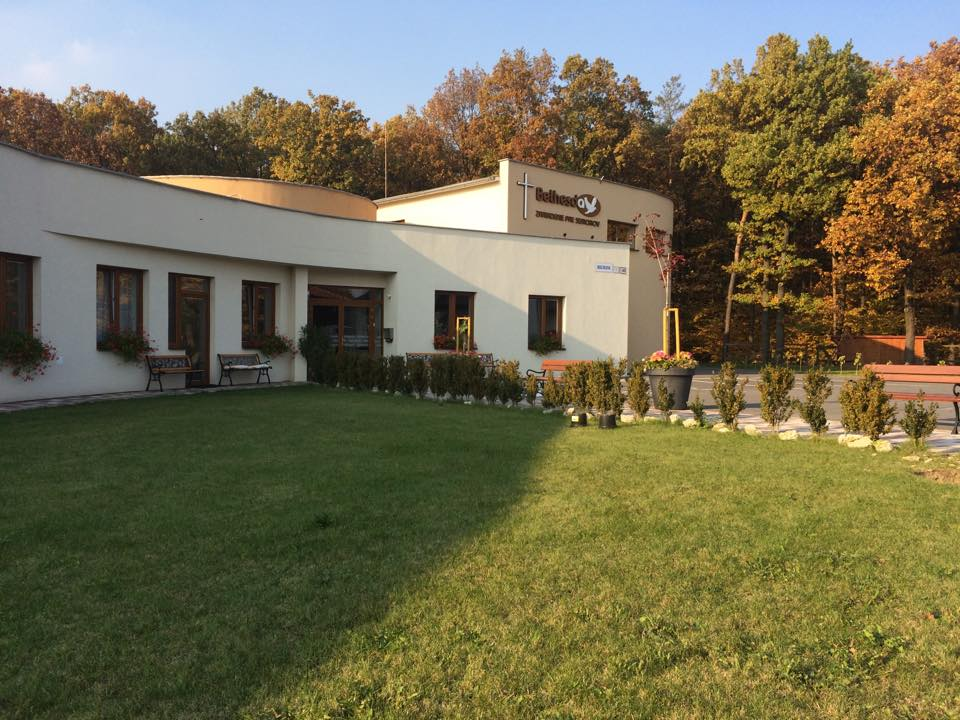 Bethesda
ZARIADENIE PRE SENIOROV